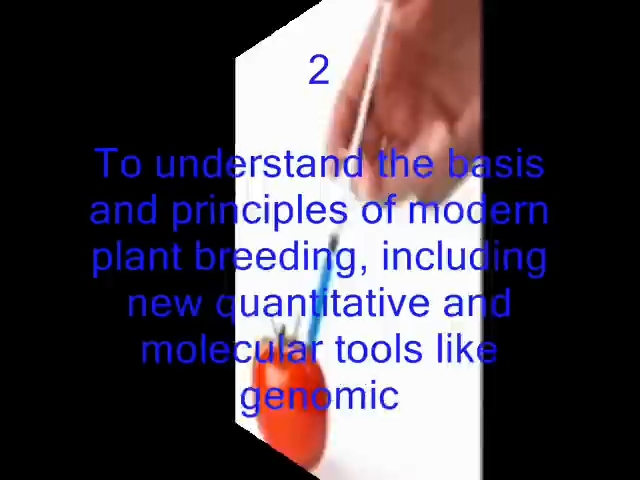 2
To understand the basis
and principles of modern
plant breeding, including
new quantitative and
molecular tools like
genomic